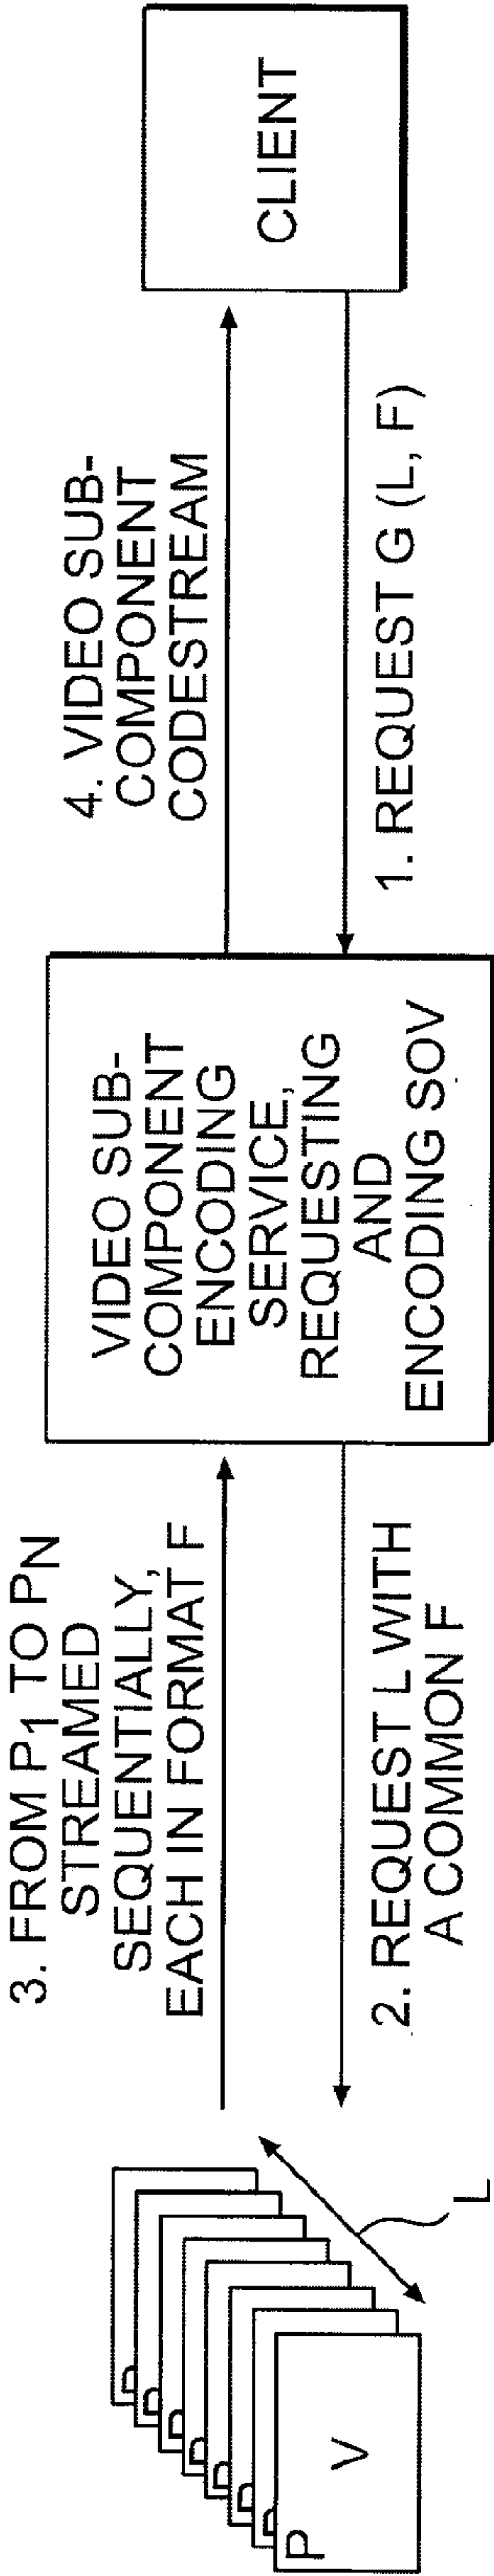 P
P
P
P
P
P
P
P
V
L
3. FROM P1 TO PN
STREAMED
SEQUENTIALLY,
EACH IN FORMAT F
2. REQUEST L WITH
A COMMON F
VIDEO SUB-
COMPONENT
ENCODING
SERVICE,
REQUESTING
AND
ENCODING SOV
4. VIDEO SUB-
COMPONENT
CODESTREAM
1. REQUEST G (L, F)
CLIENT